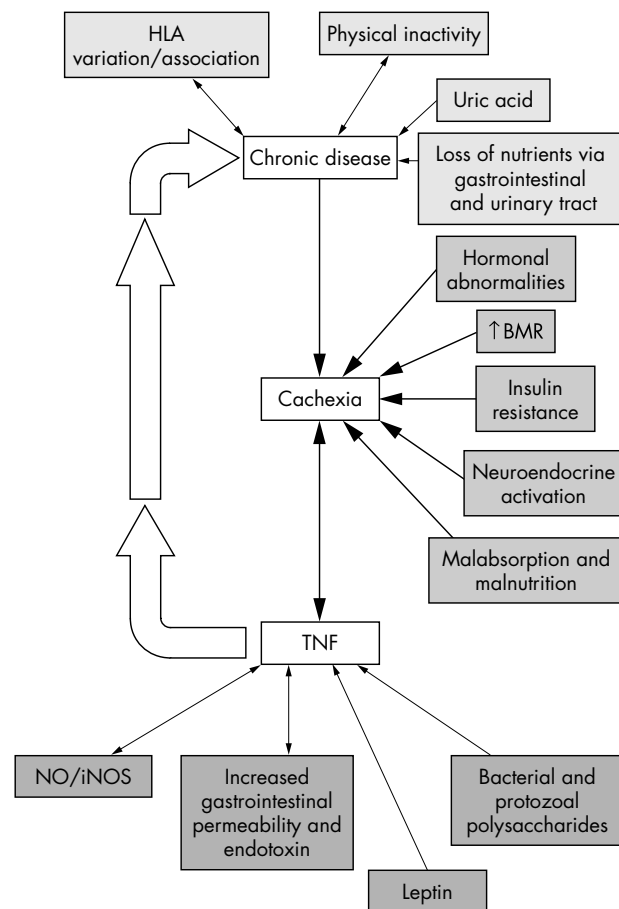 HLA
variation/association
Physical inactivity
Uric acid
Chronic disease
Loss of nutrients via
gastrointestinal
and urinary tract
Hormonal
abnormalities
↑BMR
Cachexia
Insulin
resistance
Neuroendocrine
activation
Malabsorption and
malnutrition
TNF
NO/iNOS
Increased
gastrointestinal
permeability and
endotoxin
Bacterial and
protozoal
polysaccharides
Leptin